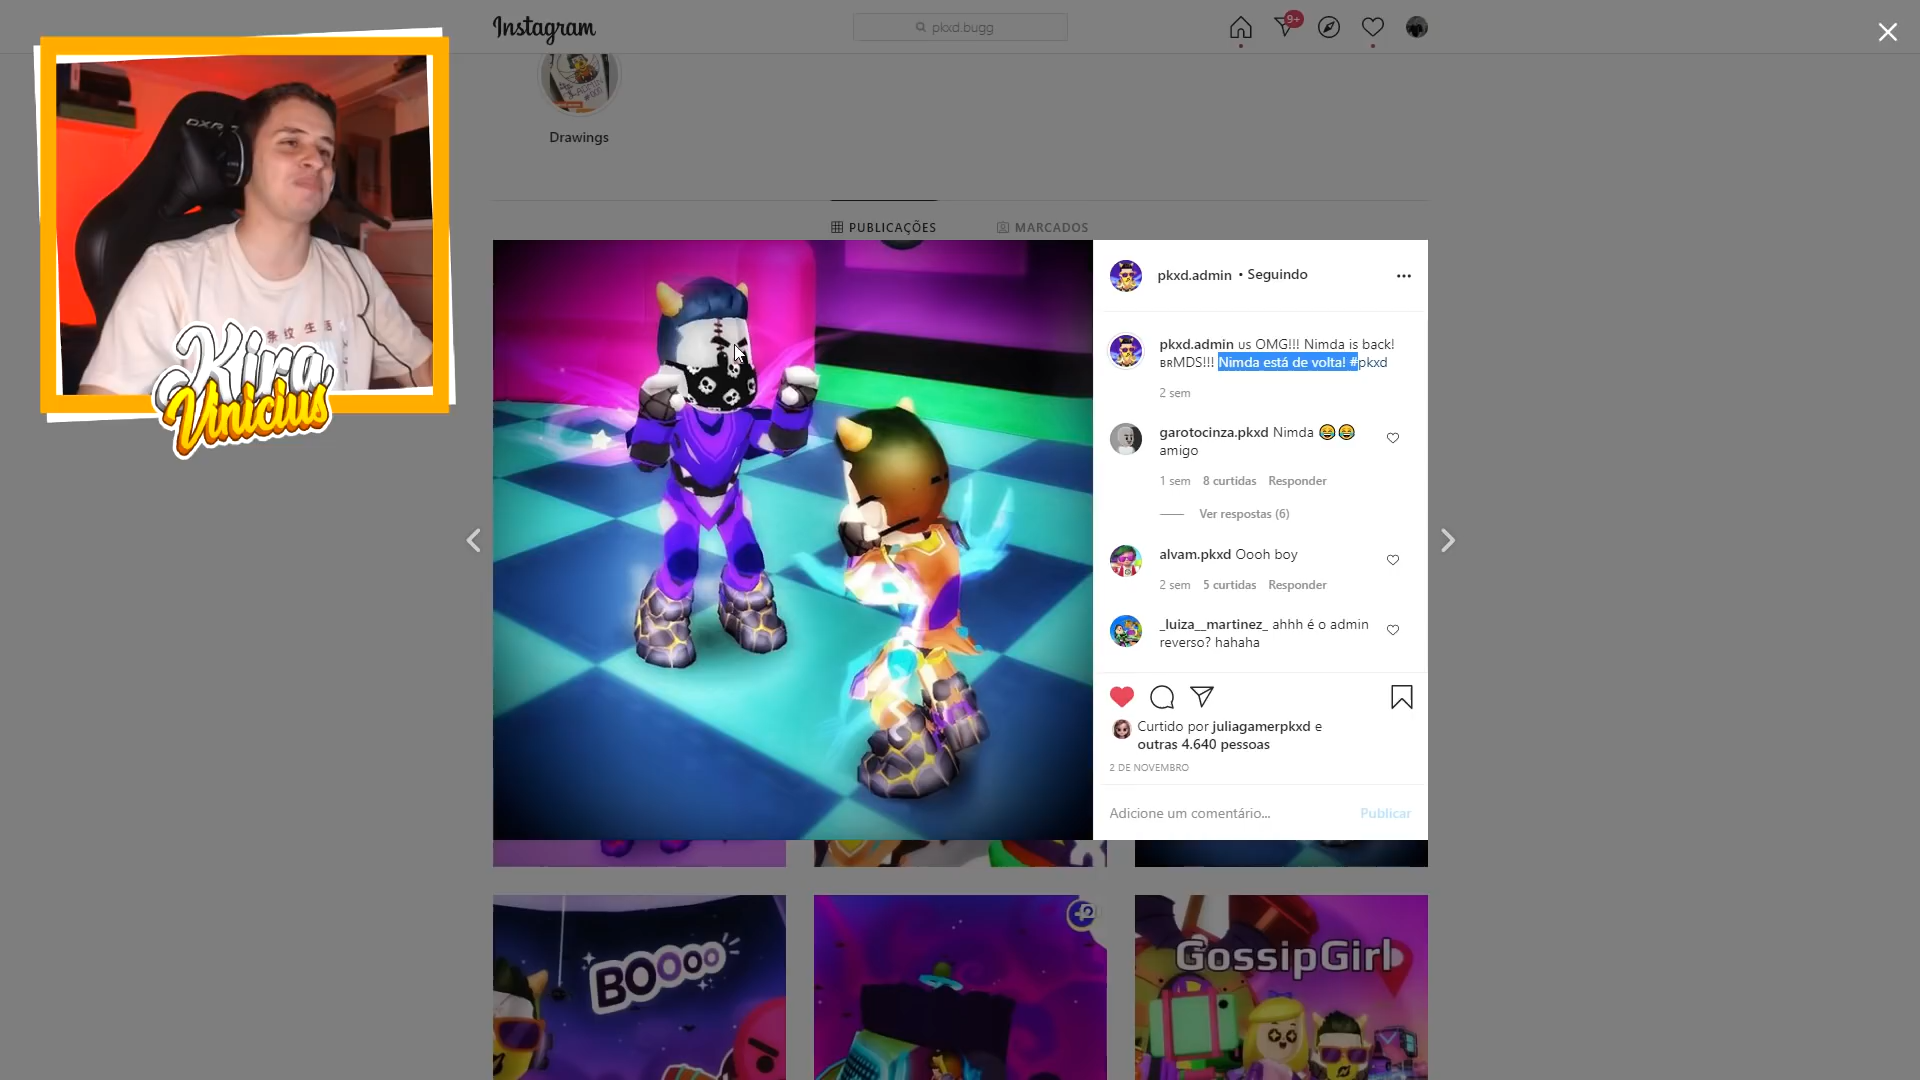 Instagram
pkxd.bugg
9+
DXR
Drawings
PUBLICAÇÕES
MARCADOS
Kira
Vinicius
pkxd.admin • Seguindo
pkxd.admin us OMG!!! Nimda is back!
ʙʀMDS!!! Nimda está de volta! #pkxd
2 sem
garotocinza.pkxd Nimda 😂😂
amigo
1 sem 8 curtidas Responder
Ver respostas (6)
alvam.pkxd Oooh boy
2 sem 5 curtidas Responder
_luiza__martinez_ ahhh é o admin
reverso? hahaha
Curtido por juliagamerpkxd e
outras 4.640 pessoas
2 DE NOVEMBRO
Adicione um comentário...
Publicar
BOOoo
GossipGirl